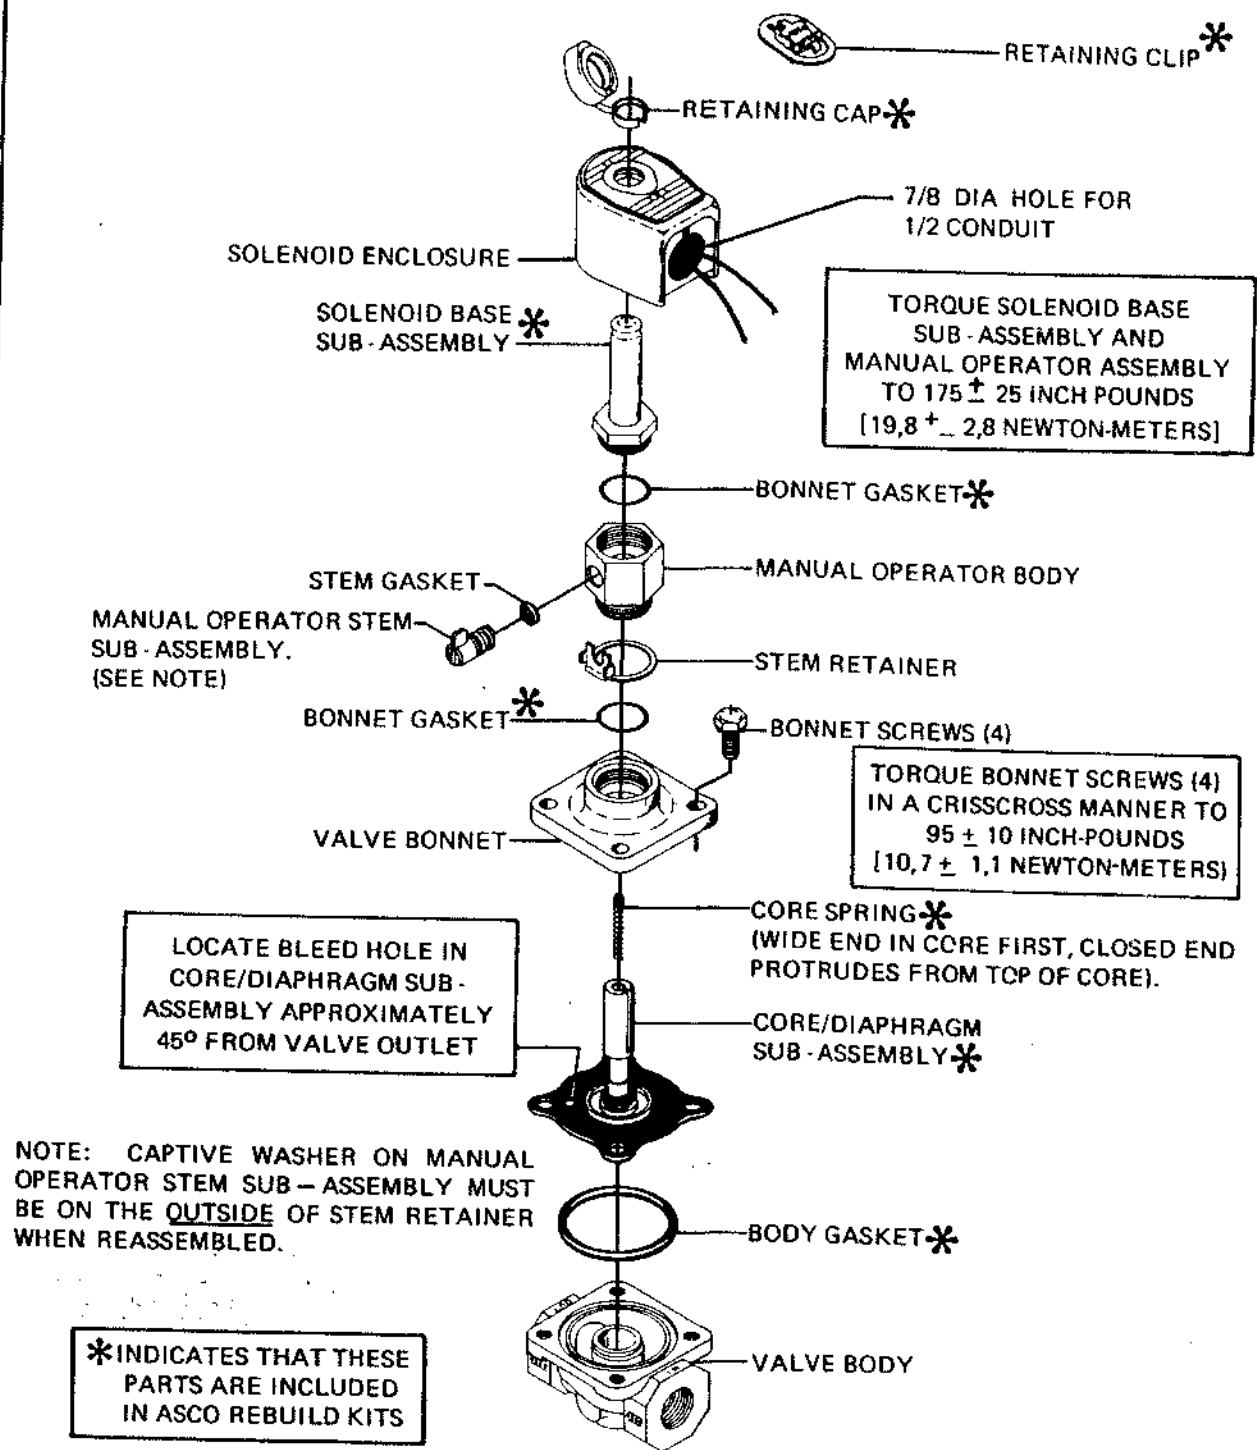 RETAINING CLIP*
RETAINING CAP*
7/8 DIA HOLE FOR
1/2 CONDUIT
SOLENOID ENCLOSURE
SOLENOID BASE *
SUB-ASSEMBLY
TORQUE SOLENOID BASE
SUB-ASSEMBLY AND
MANUAL OPERATOR ASSEMBLY
TO 175 ± 25 INCH POUNDS
[19,8 +_ 2,8 NEWTON-METERS]
BONNET GASKET*
MANUAL OPERATOR BODY
STEM GASKET
MANUAL OPERATOR STEM
SUB-ASSEMBLY.
(SEE NOTE)
STEM RETAINER
BONNET GASKET*
BONNET SCREWS (4)
TORQUE BONNET SCREWS (4)
IN A CRISSCROSS MANNER TO
95 ± 10 INCH-POUNDS
[10,7 ± 1,1 NEWTON-METERS)
VALVE BONNET
CORE SPRING*
(WIDE END IN CORE FIRST, CLOSED END
PROTRUDES FROM TOP OF CORE).
LOCATE BLEED HOLE IN
CORE/DIAPHRAGM SUB-
ASSEMBLY APPROXIMATELY
45º FROM VALVE OUTLET
CORE/DIAPHRAGM
SUB-ASSEMBLY*
NOTE: CAPTIVE WASHER ON MANUAL
OPERATOR STEM SUB-ASSEMBLY MUST
BE ON THE OUTSIDE OF STEM RETAINER
WHEN REASSEMBLED.
BODY GASKET*
VALVE BODY
*INDICATES THAT THESE
PARTS ARE INCLUDED
IN ASCO REBUILD KITS